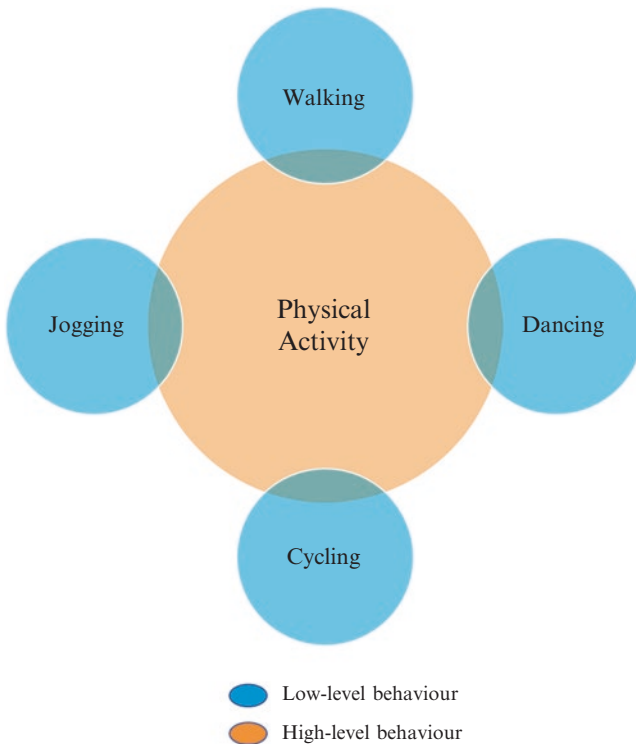 Walking
Jogging
Physical
Activity
Dancing
Cycling
Low-level behaviour
High-level behaviour